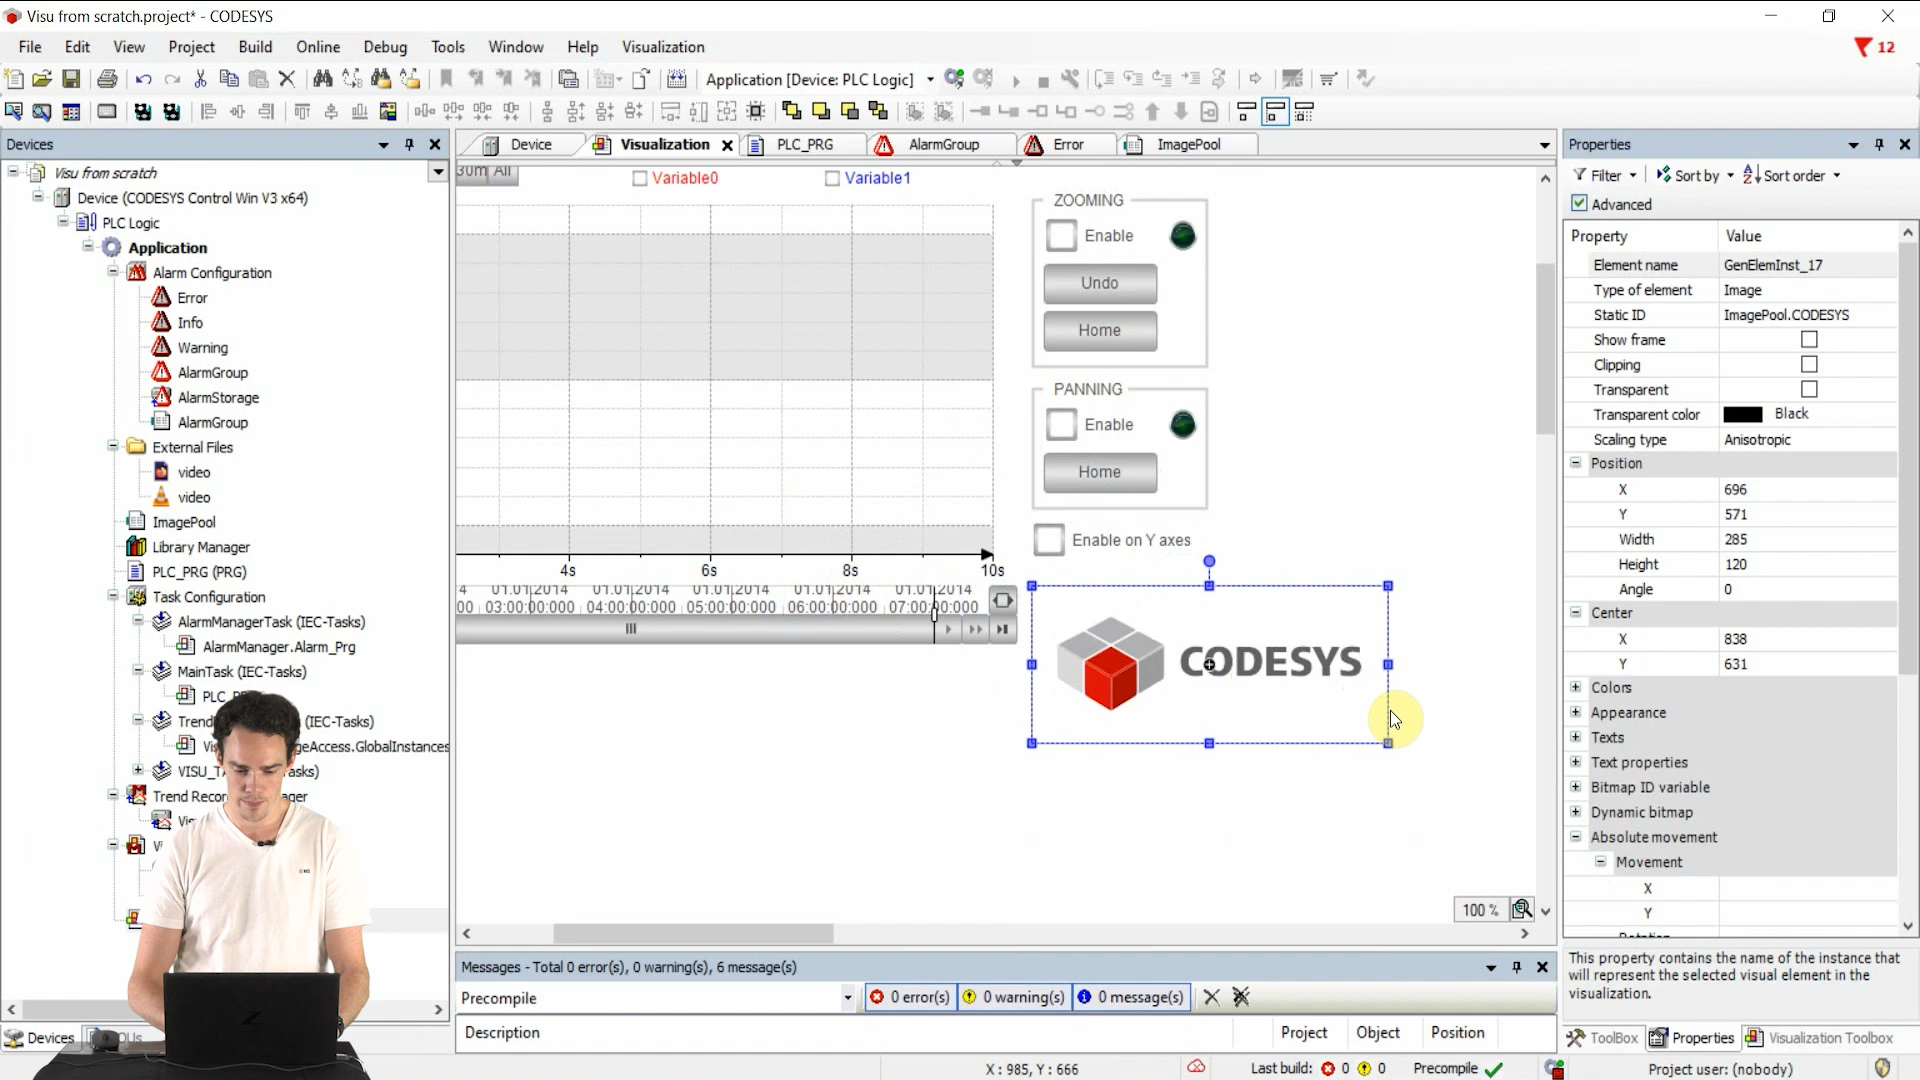 Visu from scratch.project* - CODESYS
File Edit View Project Build Online Debug Tools Window Help Visualization
12
Application [Device: PLC Logic]
Devices
Visu from scratch
Device (CODESYS Control Win V3 x64)
PLC Logic
Application
Alarm Configuration
Error
Info
Warning
AlarmGroup
AlarmStorage
AlarmGroup
External Files
video
video
ImagePool
Library Manager
PLC_PRG (PRG)
Task Configuration
AlarmManagerTask (IEC-Tasks)
AlarmManager.Alarm_Prg
MainTask (IEC-Tasks)
(IEC-Tasks)
geAccess.GlobalInstances
Devices
Device Visualization PLC_PRG AlarmGroup Error ImagePool
30m All Variable0 Variable1
ZOOMING
Enable
Undo
Home
PANNING
Enable
Home
Enable on Y axes
4s 6s 8s 10s
4 01.01.2014 01.01.2014 01.01.2014 01.01.2014 01.01.2014
00 03:00:00:000 04:00:00:000 05:00:00:000 06:00:00:000 07:00:00:000
CODESYS
100 %
Messages - Total 0 error(s), 0 warning(s), 6 message(s)
Precompile 0 error(s) 0 warning(s) 0 message(s)
Description Project Object Position
X: 985, Y: 666 Last build: 0 0 Precompile Project user: (nobody)
Properties
Filter Sort by Sort order
Advanced
Property Value
Element name GenElemInst_17
Type of element Image
Static ID ImagePool.CODESYS
Show frame
Clipping
Transparent
Transparent color Black
Scaling type Anisotropic
Position
X 696
Y 571
Width 285
Height 120
Angle 0
Center
X 838
Y 631
Colors
Appearance
Texts
Text properties
Bitmap ID variable
Dynamic bitmap
Absolute movement
Movement
X
Y
This property contains the name of the instance that
will represent the selected visual element in the
visualization.
ToolBox Properties Visualization Toolbox